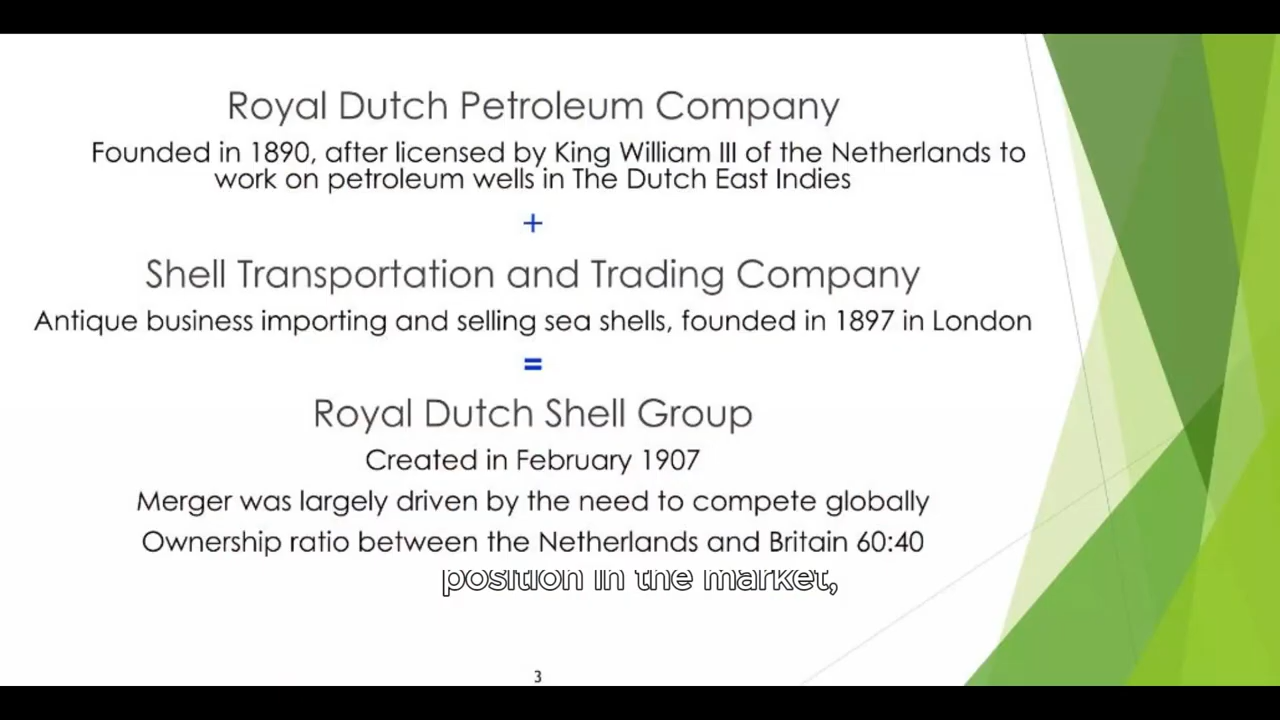 Royal Dutch Petroleum Company
Founded in 1890, after licensed by King William III of the Netherlands to
work on petroleum wells in The Dutch East Indies
+
Shell Transportation and Trading Company
Antique business importing and selling sea shells, founded in 1897 in London
=
Royal Dutch Shell Group
Created in February 1907
Merger was largely driven by the need to compete globally
Ownership ratio between the Netherlands and Britain 60:40
position in the market,
3